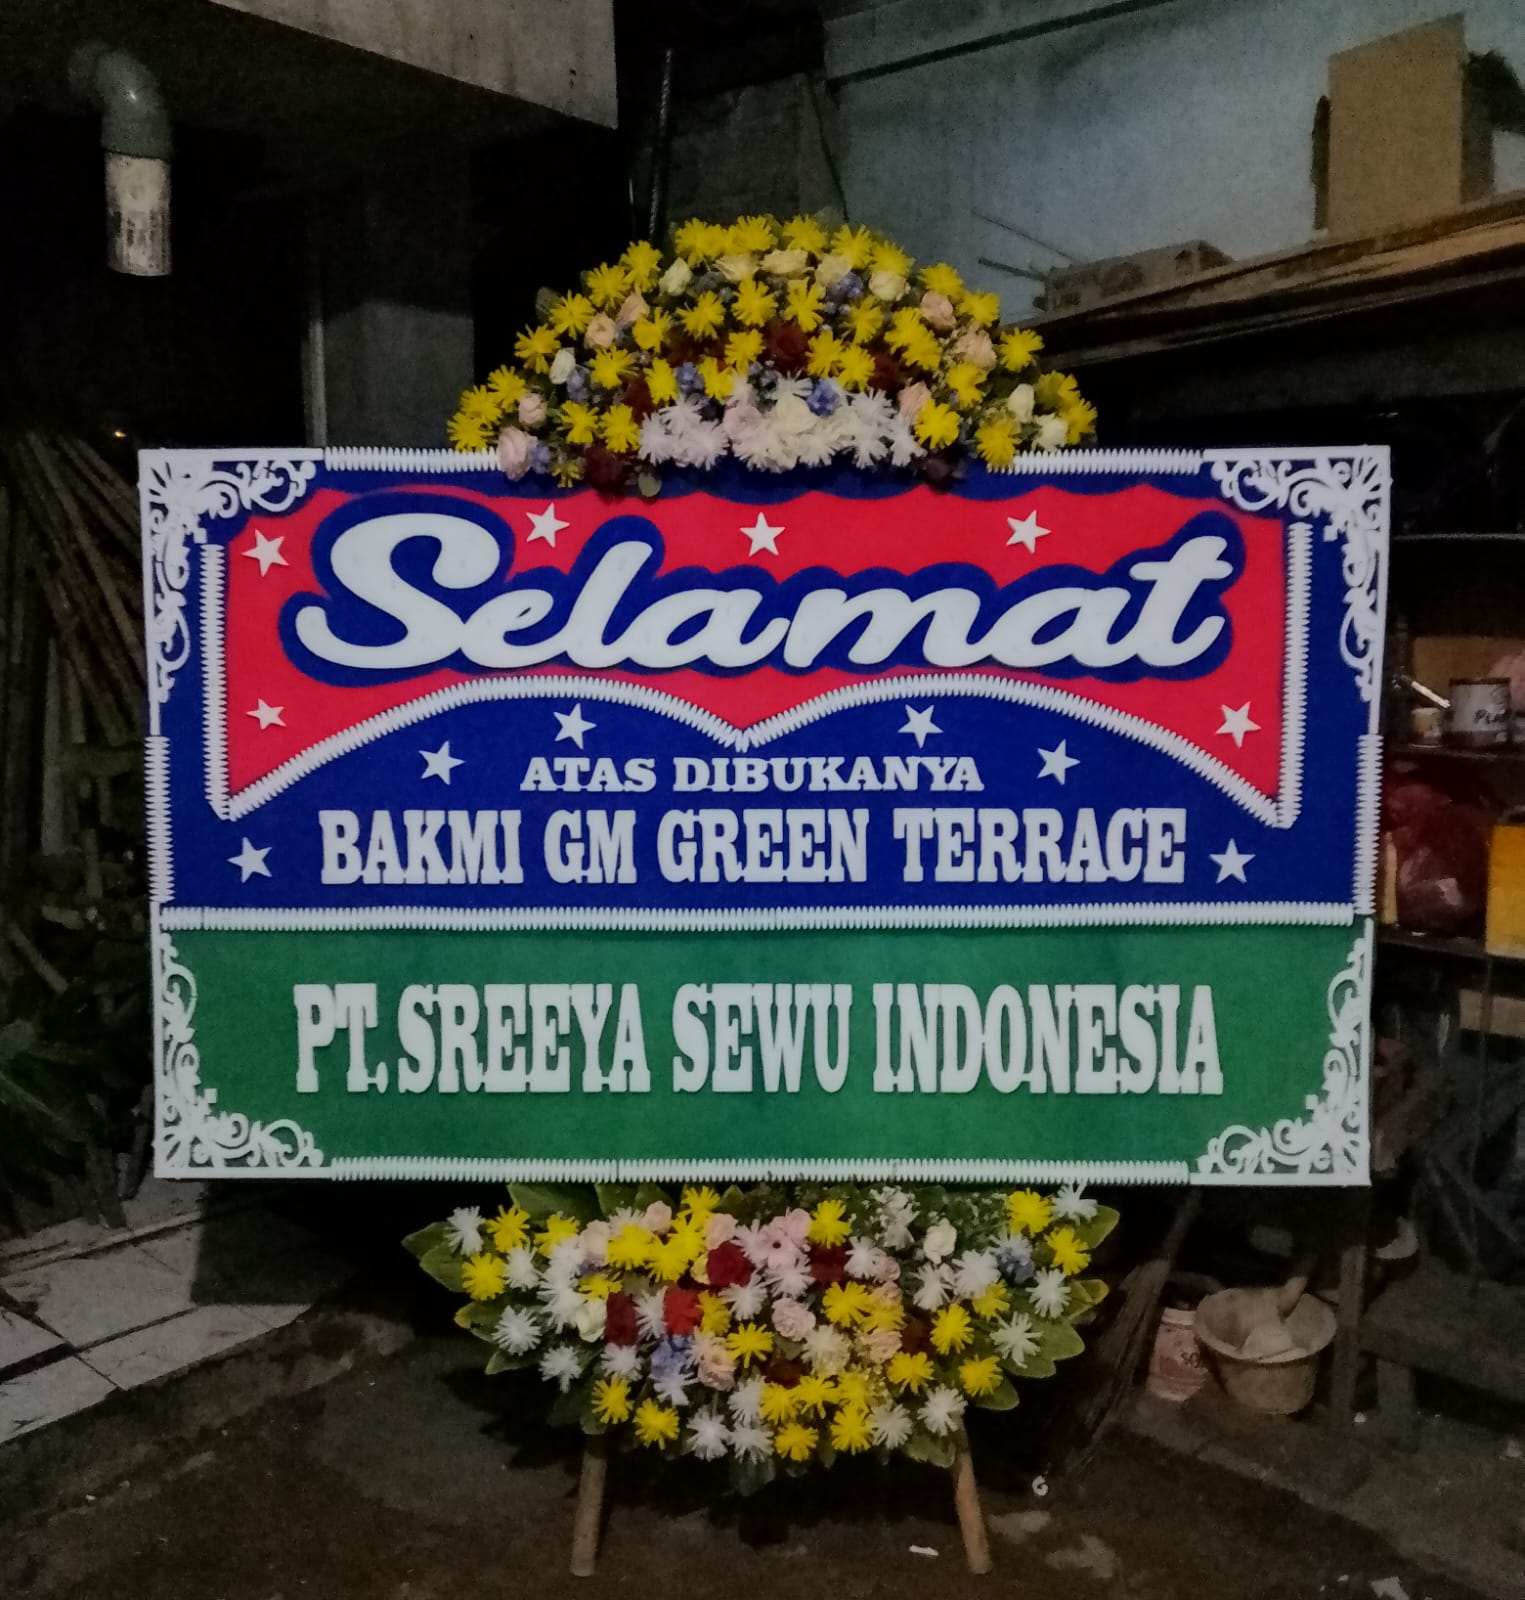 Selamat
ATAS DIBUKANYA
BAKMI GM GREEN TERRACE
PT. SREEYA SEWU INDONESIA